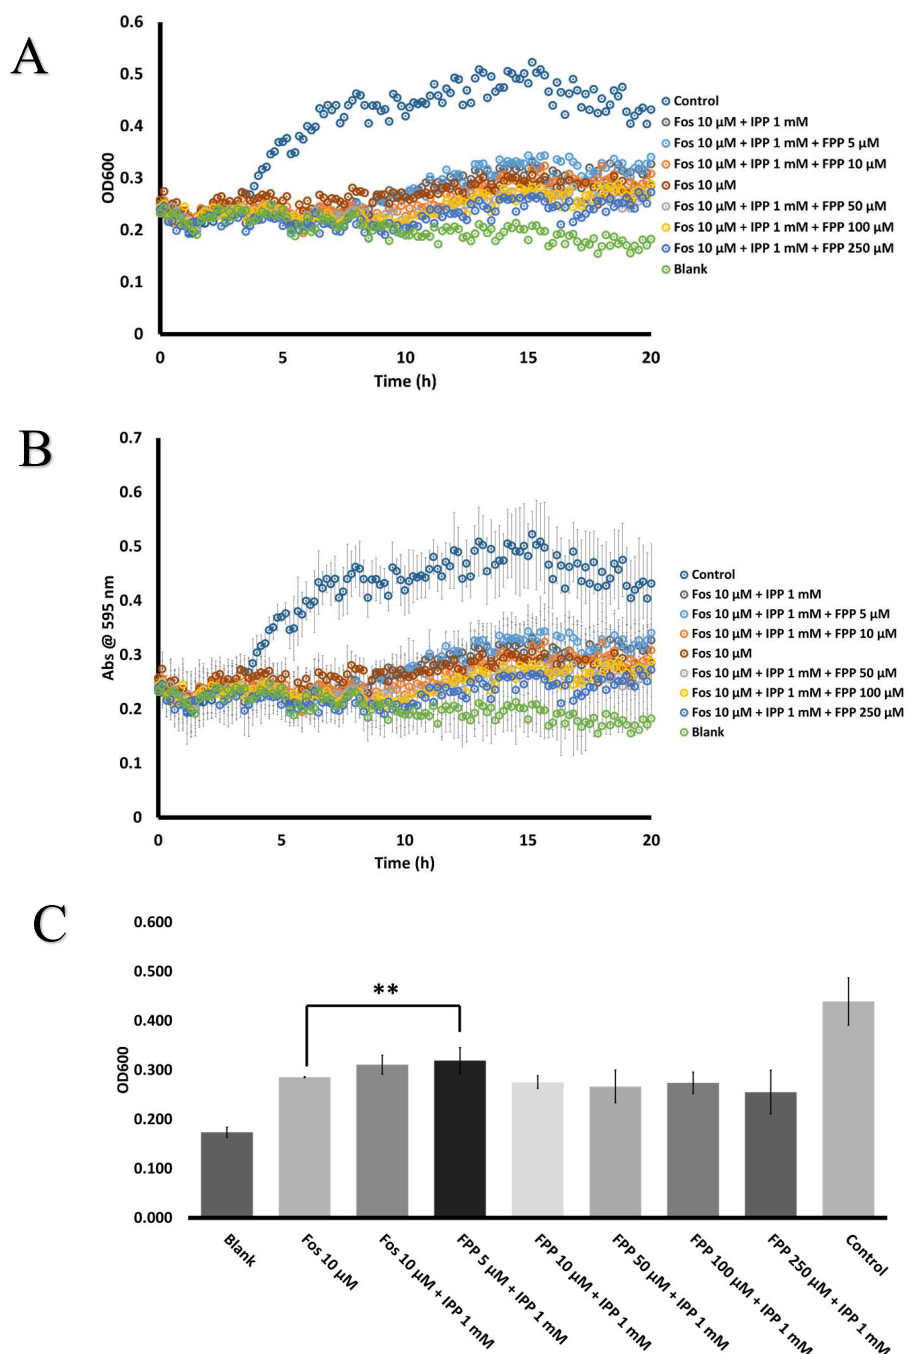 A
0.6
0.5
0.4
0.3
0.2
0.1
0
OD600
0
5
10
15
20
Time (h)
Control
Fos 10 µM + IPP 1 mM
Fos 10 µM + IPP 1 mM + FPP 5 µM
Fos 10 µM + IPP 1 mM + FPP 10 µM
Fos 10 µM
Fos 10 µM + IPP 1 mM + FPP 50 µM
Fos 10 µM + IPP 1 mM + FPP 100 µM
Fos 10 µM + IPP 1 mM + FPP 250 µM
Blank
B
0.7
0.6
0.5
0.4
0.3
0.2
0.1
0
Abs @ 595 nm
0
5
10
15
20
Time (h)
Control
Fos 10 µM + IPP 1 mM
Fos 10 µM + IPP 1 mM + FPP 5 µM
Fos 10 µM + IPP 1 mM + FPP 10 µM
Fos 10 µM
Fos 10 µM + IPP 1 mM + FPP 50 µM
Fos 10 µM + IPP 1 mM + FPP 100 µM
Fos 10 µM + IPP 1 mM + FPP 250 µM
Blank
C
0.600
0.500
0.400
0.300
0.200
0.100
0.000
OD600
**
Blank
Fos 10 µM
Fos 10 µM + IPP 1 mM
FPP 5 µM + IPP 1 mM
FPP 10 µM + IPP 1 mM
FPP 50 µM + IPP 1 mM
FPP 100 µM + IPP 1 mM
FPP 250 µM + IPP 1 mM
Control